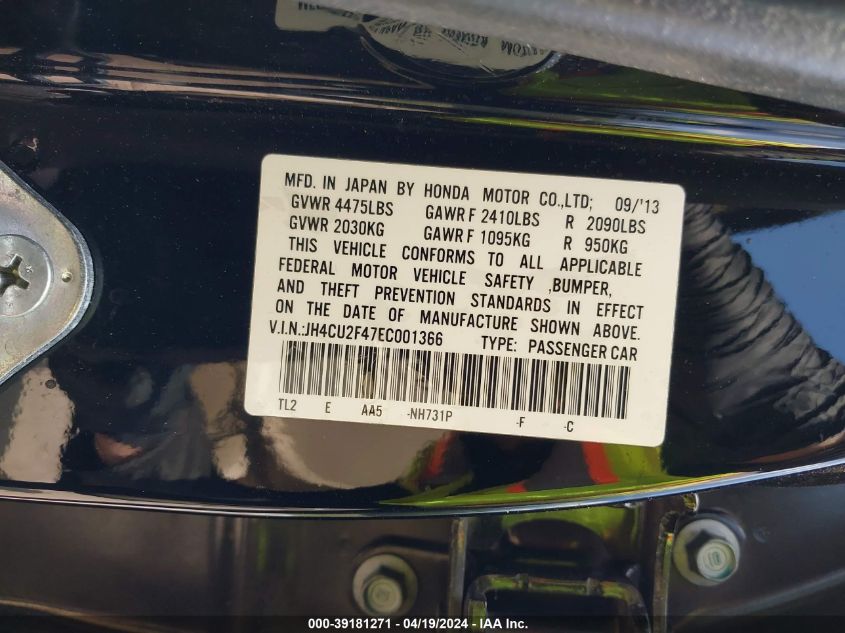 MFD. IN JAPAN BY HONDA MOTOR CO.,LTD; 09/'13
GVWR 4475LBS GAWR F 2410LBS R 2090LBS
GVWR 2030KG GAWR F 1095KG R 950KG
THIS VEHICLE CONFORMS TO ALL APPLICABLE
FEDERAL MOTOR VEHICLE SAFETY ,BUMPER,
AND THEFT PREVENTION STANDARDS IN EFFECT
ON THE DATE OF MANUFACTURE SHOWN ABOVE.
V.I.N.:JH4CU2F47EC001366 TYPE: PASSENGER CAR
TL2 E AA5 -NH731P -F -C
000-39181271 - 04/19/2024 - IAA Inc.